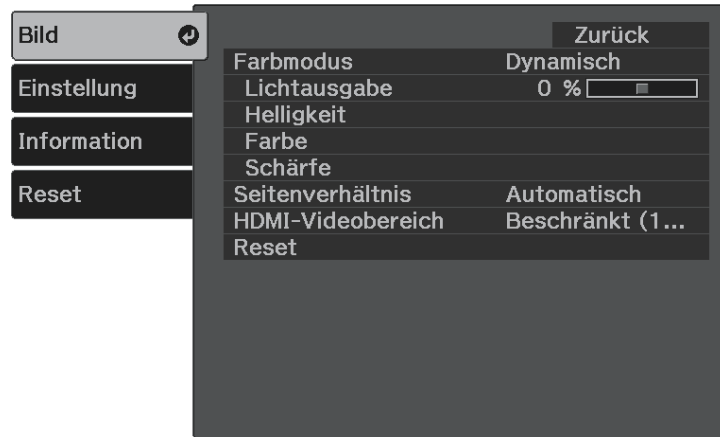 Bild
Einstellung
Information
Reset
Zurück
Farbmodus Dynamisch
Lichtausgabe 0 %
Helligkeit
Farbe
Schärfe
Seitenverhältnis Automatisch
HDMI-Videobereich Beschränkt (1...
Reset